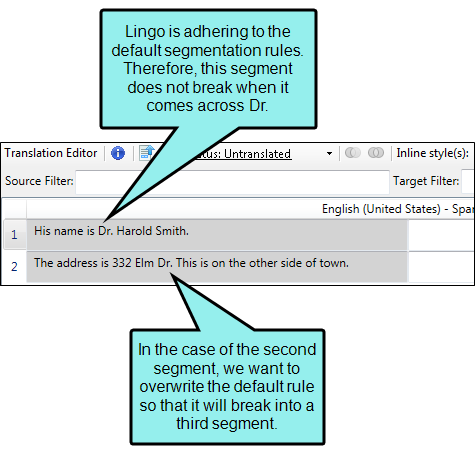 Lingo is adhering to the
default segmentation rules.
Therefore, this segment
does not break when it
comes across Dr.
Translation Editor
tus: Untranslated
Inline style(s):
Source Filter:
Target Filter:
English (United States) - Spa
1 His name is Dr. Harold Smith.
2 The address is 332 Elm Dr. This is on the other side of town.
In the case of the second
segment, we want to
overwrite the default rule
so that it will break into a
third segment.